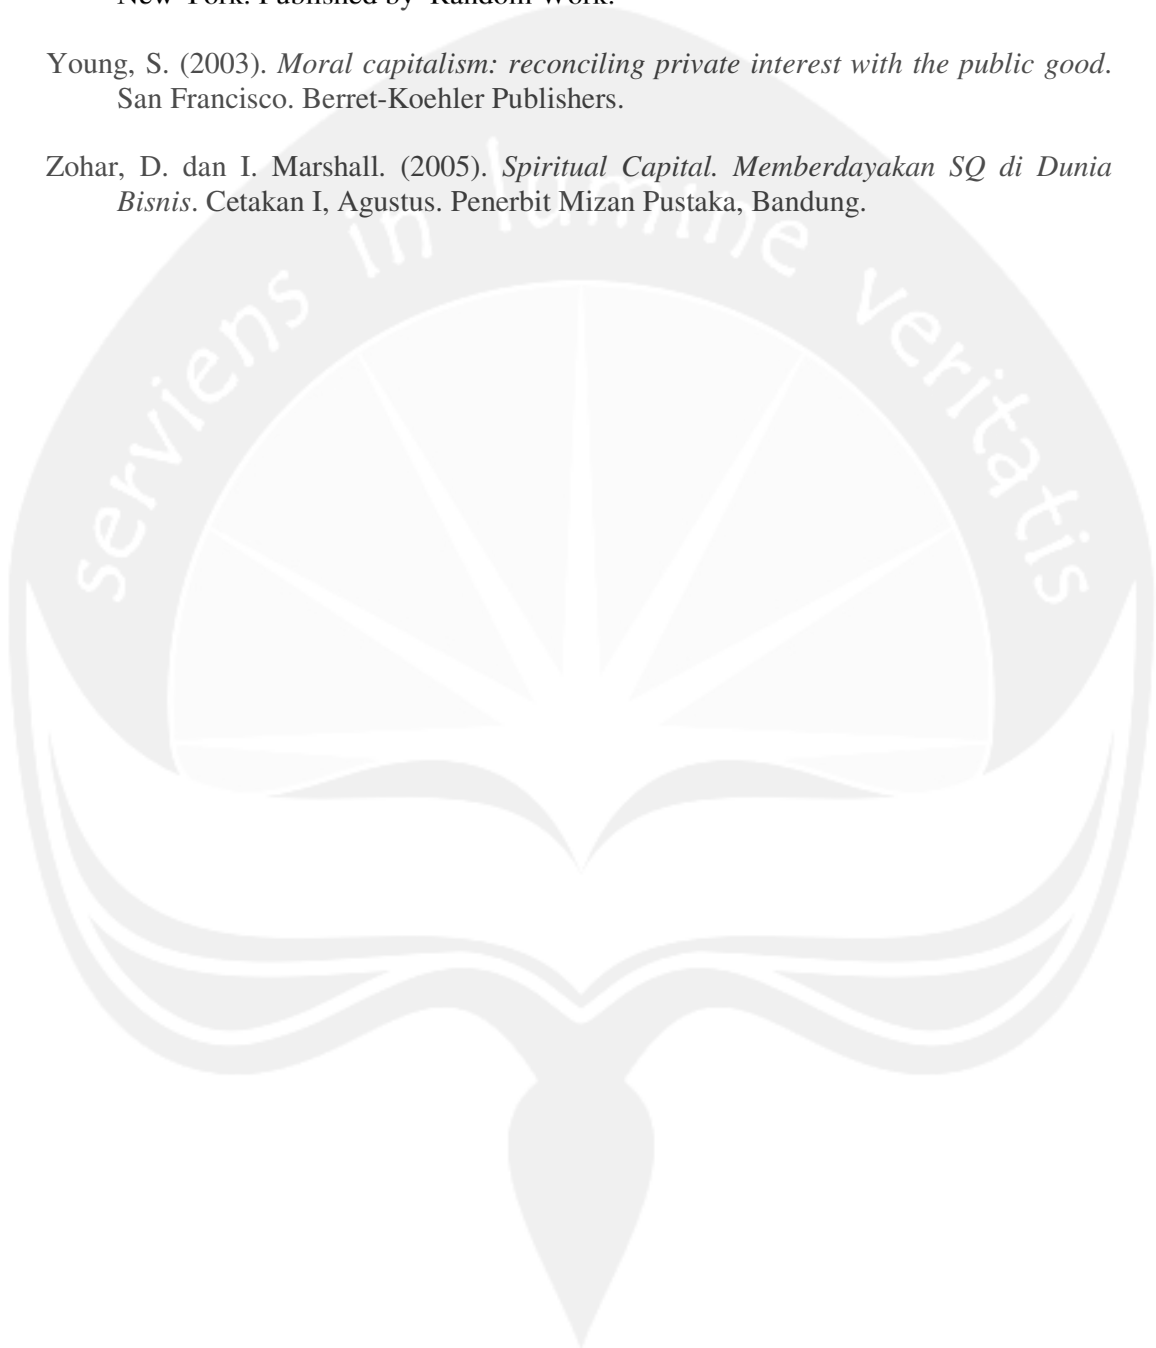 New York. Published by Random Work.
Young, S. (2003). Moral capitalism: reconciling private interest with the public good.
San Francisco. Berret-Koehler Publishers.
Zohar, D. dan I. Marshall. (2005). Spiritual Capital. Memberdayakan SQ di Dunia
Bisnis. Cetakan I, Agustus. Penerbit Mizan Pustaka, Bandung.
serviens in lumine veritatis